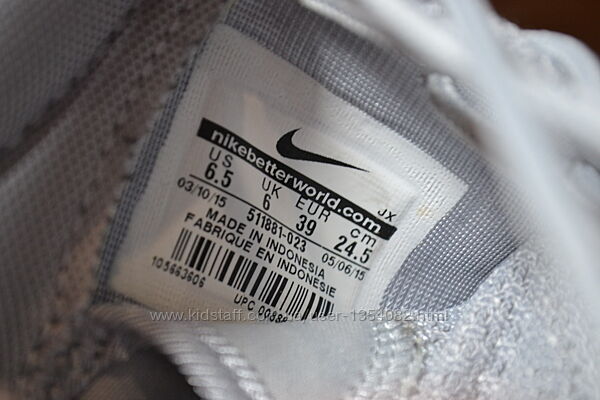 nikebetterworld.com
US UK EUR cm
6.5 6 39 24.5
JX
03/10/15 511881-023 05/06/15
MADE IN INDONESIA
FABRIQUE EN INDONESIE
105663606
UPC